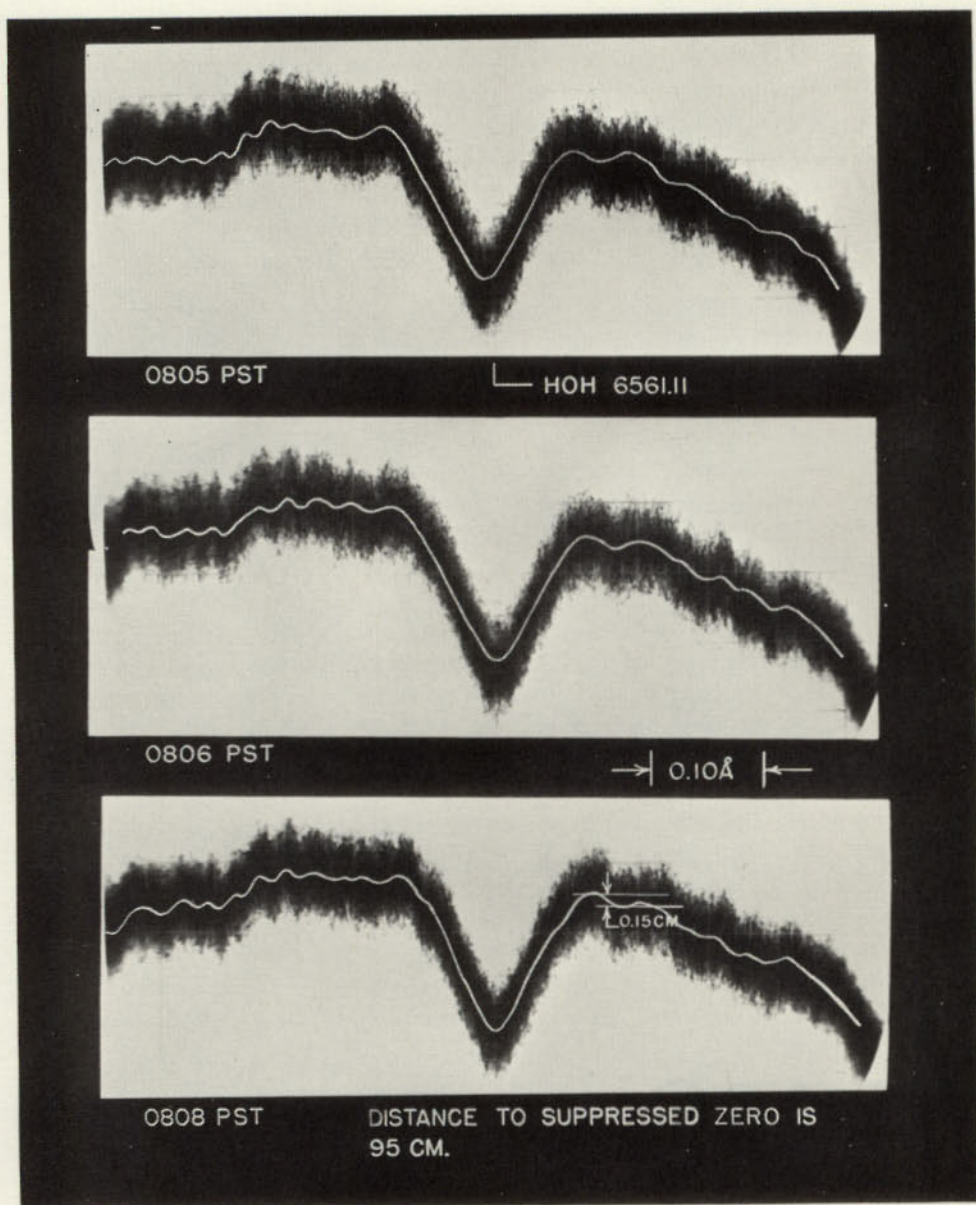 0805 PST
HOH 6561.11
0806 PST
0.10Å
0.15CM
0808 PST
DISTANCE TO SUPPRESSED ZERO IS
95 CM.